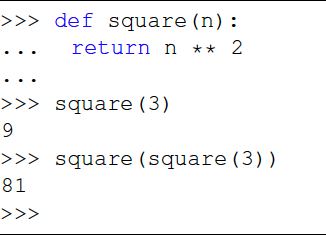 >>> def square(n):
...  return n ** 2
...
>>> square(3)
9
>>> square(square(3))
81
>>>